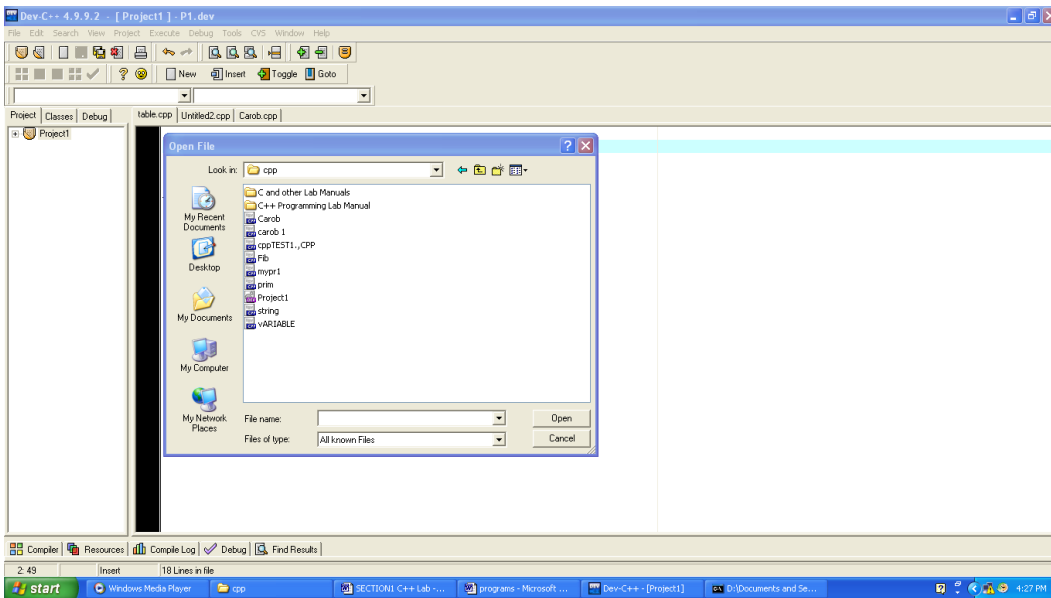 Dev-C++ 4.9.9.2 - [ Project1 ] - P1.dev
File Edit Search View Project Execute Debug Tools CVS Window Help
New Insert Toggle Goto
Project Classes Debug
table.cpp Untitled2.cpp Carob.cpp
Project1
Open File
Look in: cpp
My Recent Documents
Desktop
My Documents
My Computer
My Network Places
C and other Lab Manuals
C++ Programming Lab Manual
Carob
carob 1
cppTEST1.,CPP
Fib
mypr1
prim
Project1
string
vARIABLE
File name: Open
Files of type: All known Files Cancel
Compiler Resources Compile Log Debug Find Results
2: 49 Insert 18 Lines in file
start Windows Media Player cpp SECTION1 C++ Lab -... programs - Microsoft ... Dev-C++ - [Project1] D:\Documents and Se... 4:27 PM